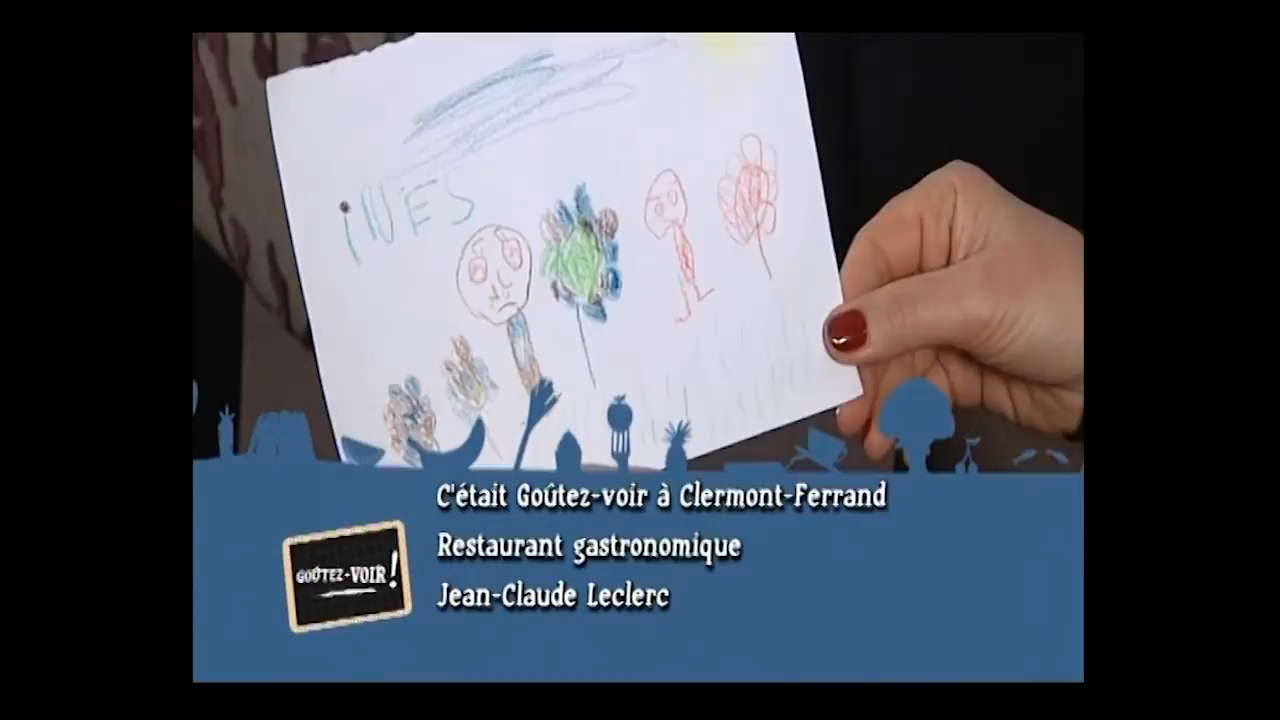 iNES
C'était Goûtez-voir à Clermont-Ferrand
Restaurant gastronomique
GOÛTEZ-VOIR!
Jean-Claude Leclerc